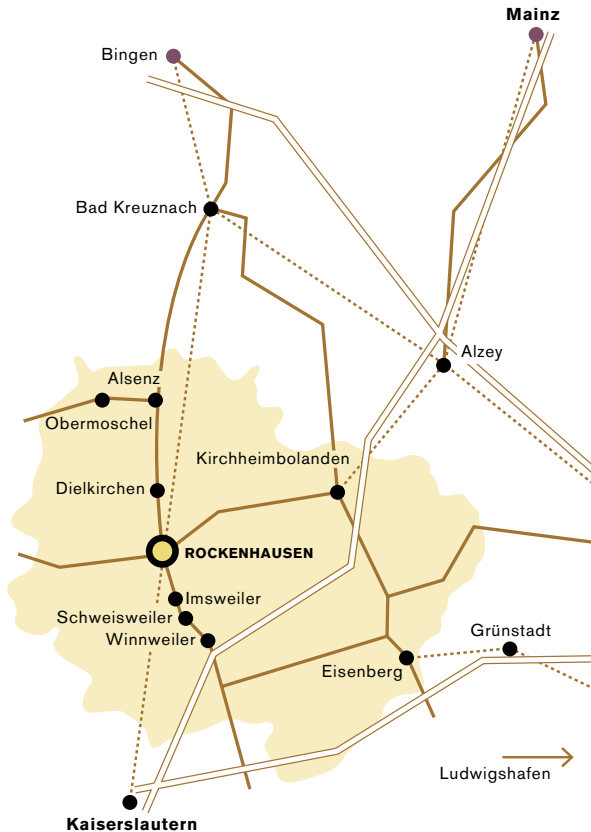 Mainz
Bingen
Bad Kreuznach
Alzey
Alsenz
Obermoschel
Kirchheimbolanden
Dielkirchen
ROCKENHAUSEN
Imsweiler
Schweisweiler
Winnweiler
Grünstadt
Eisenberg
Ludwigshafen
Kaiserslautern